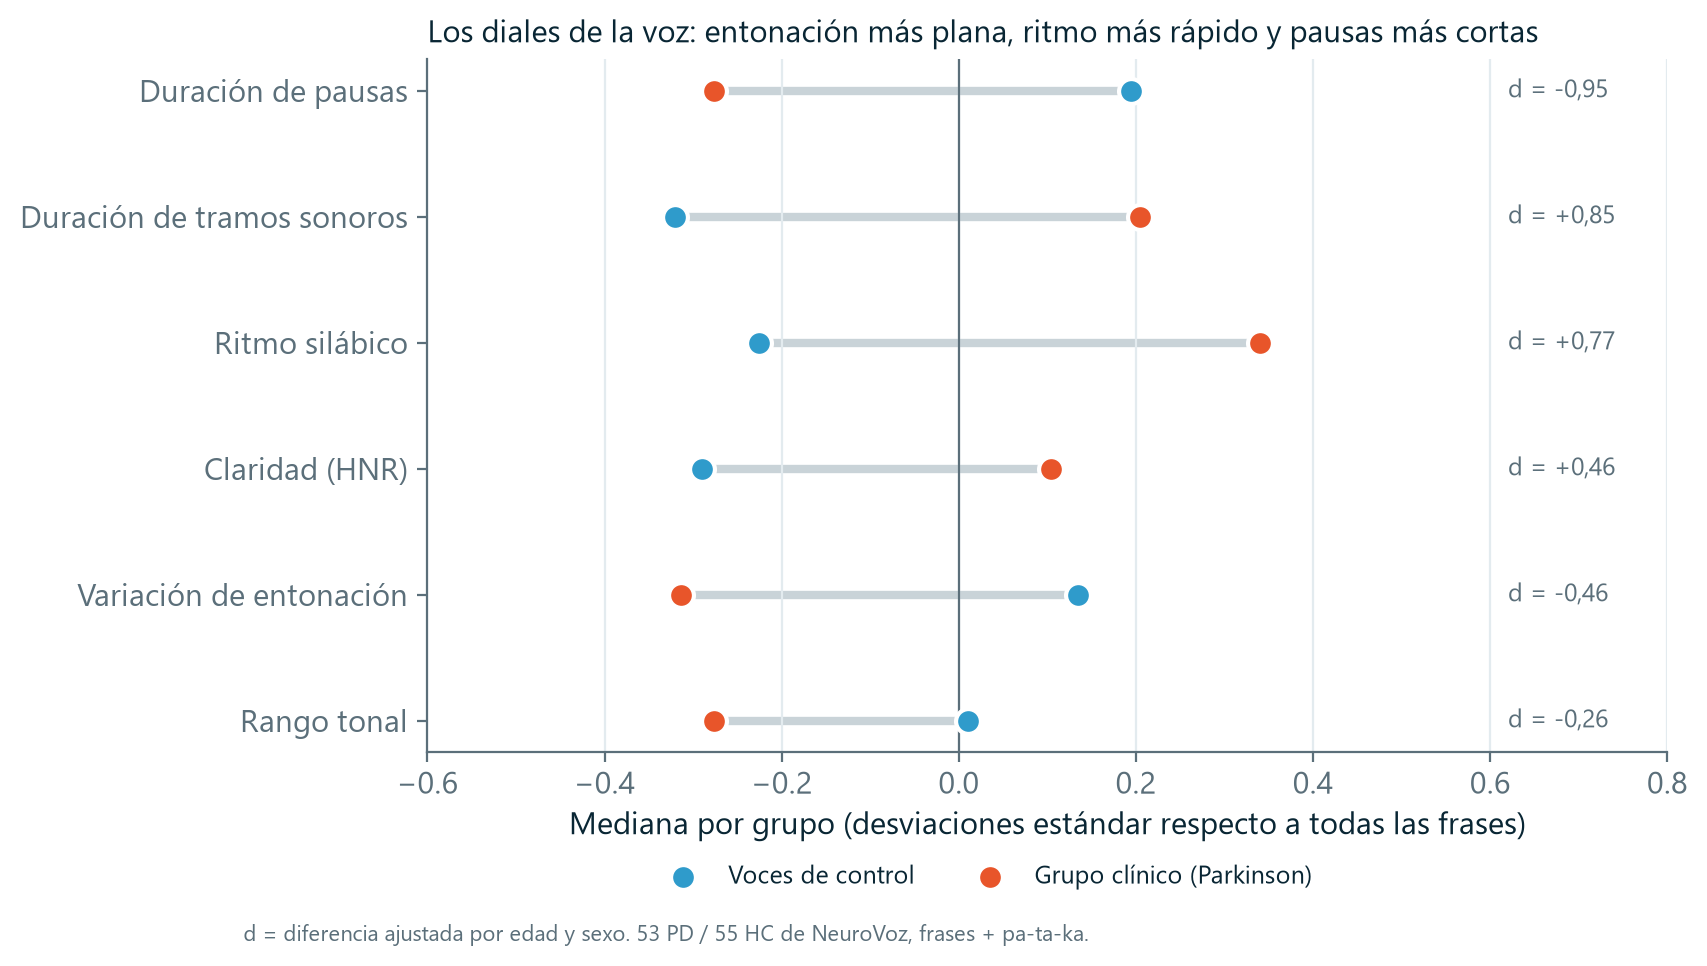 Los diales de la voz: entonación más plana, ritmo más rápido y pausas más cortas
Duración de pausas
d = -0,95
Duración de tramos sonoros
d = +0,85
Ritmo silábico
d = +0,77
Claridad (HNR)
d = +0,46
Variación de entonación
d = -0,46
Rango tonal
d = -0,26
−0.6 −0.4 −0.2 0.0 0.2 0.4 0.6 0.8
Mediana por grupo (desviaciones estándar respecto a todas las frases)
Voces de control Grupo clínico (Parkinson)
d = diferencia ajustada por edad y sexo. 53 PD / 55 HC de NeuroVoz, frases + pa-ta-ka.